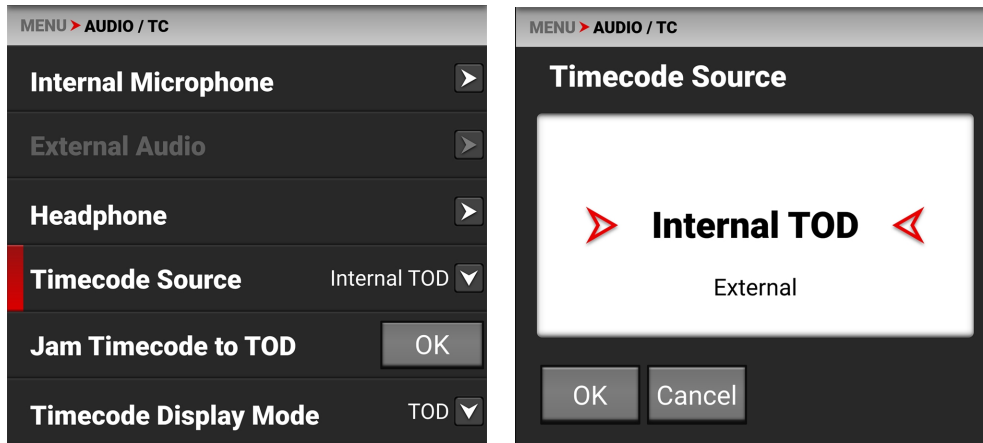 MENU > AUDIO / TC
Internal Microphone
External Audio
Headphone
Timecode Source Internal TOD
Jam Timecode to TOD OK
Timecode Display Mode TOD
MENU > AUDIO / TC
Timecode Source
Internal TOD
External
OK Cancel